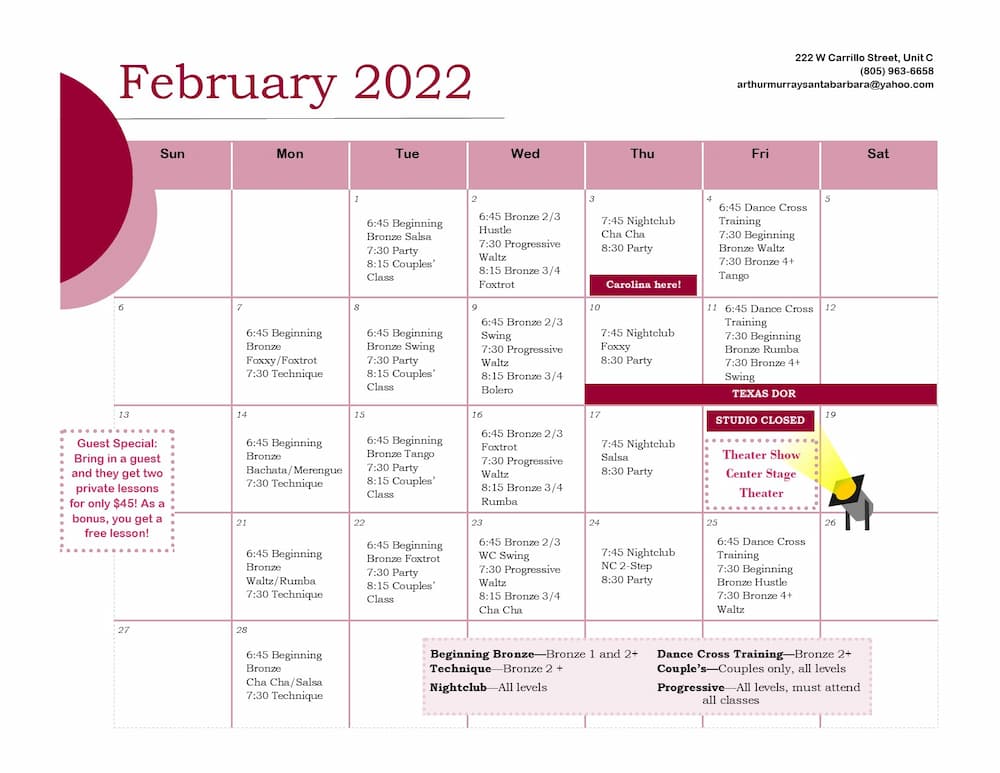 February 2022
222 W Carrillo Street, Unit C
(805) 963-6658
arthurmurraysantabarbara@yahoo.com
Sun
Mon
Tue
Wed
Thu
Fri
Sat
1
6:45 Beginning
Bronze Salsa
7:30 Party
8:15 Couples’
Class
2
6:45 Bronze 2/3
Hustle
7:30 Progressive
Waltz
8:15 Bronze 3/4
Foxtrot
3
7:45 Nightclub
Cha Cha
8:30 Party
Carolina here!
4
6:45 Dance Cross
Training
7:30 Beginning
Bronze Waltz
7:30 Bronze 4+
Tango
5
6
7
6:45 Beginning
Bronze
Foxxy/Foxtrot
7:30 Technique
8
6:45 Beginning
Bronze Swing
7:30 Party
8:15 Couples’
Class
9
6:45 Bronze 2/3
Swing
7:30 Progressive
Waltz
8:15 Bronze 3/4
Bolero
10
7:45 Nightclub
Foxxy
8:30 Party
11
6:45 Dance Cross
Training
7:30 Beginning
Bronze Rumba
7:30 Bronze 4+
Swing
12
TEXAS DOR
13
Guest Special:
Bring in a guest
and they get two
private lessons
for only $45! As a
bonus, you get a
free lesson!
14
6:45 Beginning
Bronze
Bachata/Merengue
7:30 Technique
15
6:45 Beginning
Bronze Tango
7:30 Party
8:15 Couples’
Class
16
6:45 Bronze 2/3
Foxtrot
7:30 Progressive
Waltz
8:15 Bronze 3/4
Rumba
17
7:45 Nightclub
Salsa
8:30 Party
STUDIO CLOSED
Theater Show
Center Stage
Theater
19
21
6:45 Beginning
Bronze
Waltz/Rumba
7:30 Technique
22
6:45 Beginning
Bronze Foxtrot
7:30 Party
8:15 Couples’
Class
23
6:45 Bronze 2/3
WC Swing
7:30 Progressive
Waltz
8:15 Bronze 3/4
Cha Cha
24
7:45 Nightclub
NC 2-Step
8:30 Party
25
6:45 Dance Cross
Training
7:30 Beginning
Bronze Hustle
7:30 Bronze 4+
Waltz
26
27
28
6:45 Beginning
Bronze
Cha Cha/Salsa
7:30 Technique
Beginning Bronze—Bronze 1 and 2+
Technique—Bronze 2 +
Nightclub—All levels
Dance Cross Training—Bronze 2+
Couple’s—Couples only, all levels
Progressive—All levels, must attend
all classes